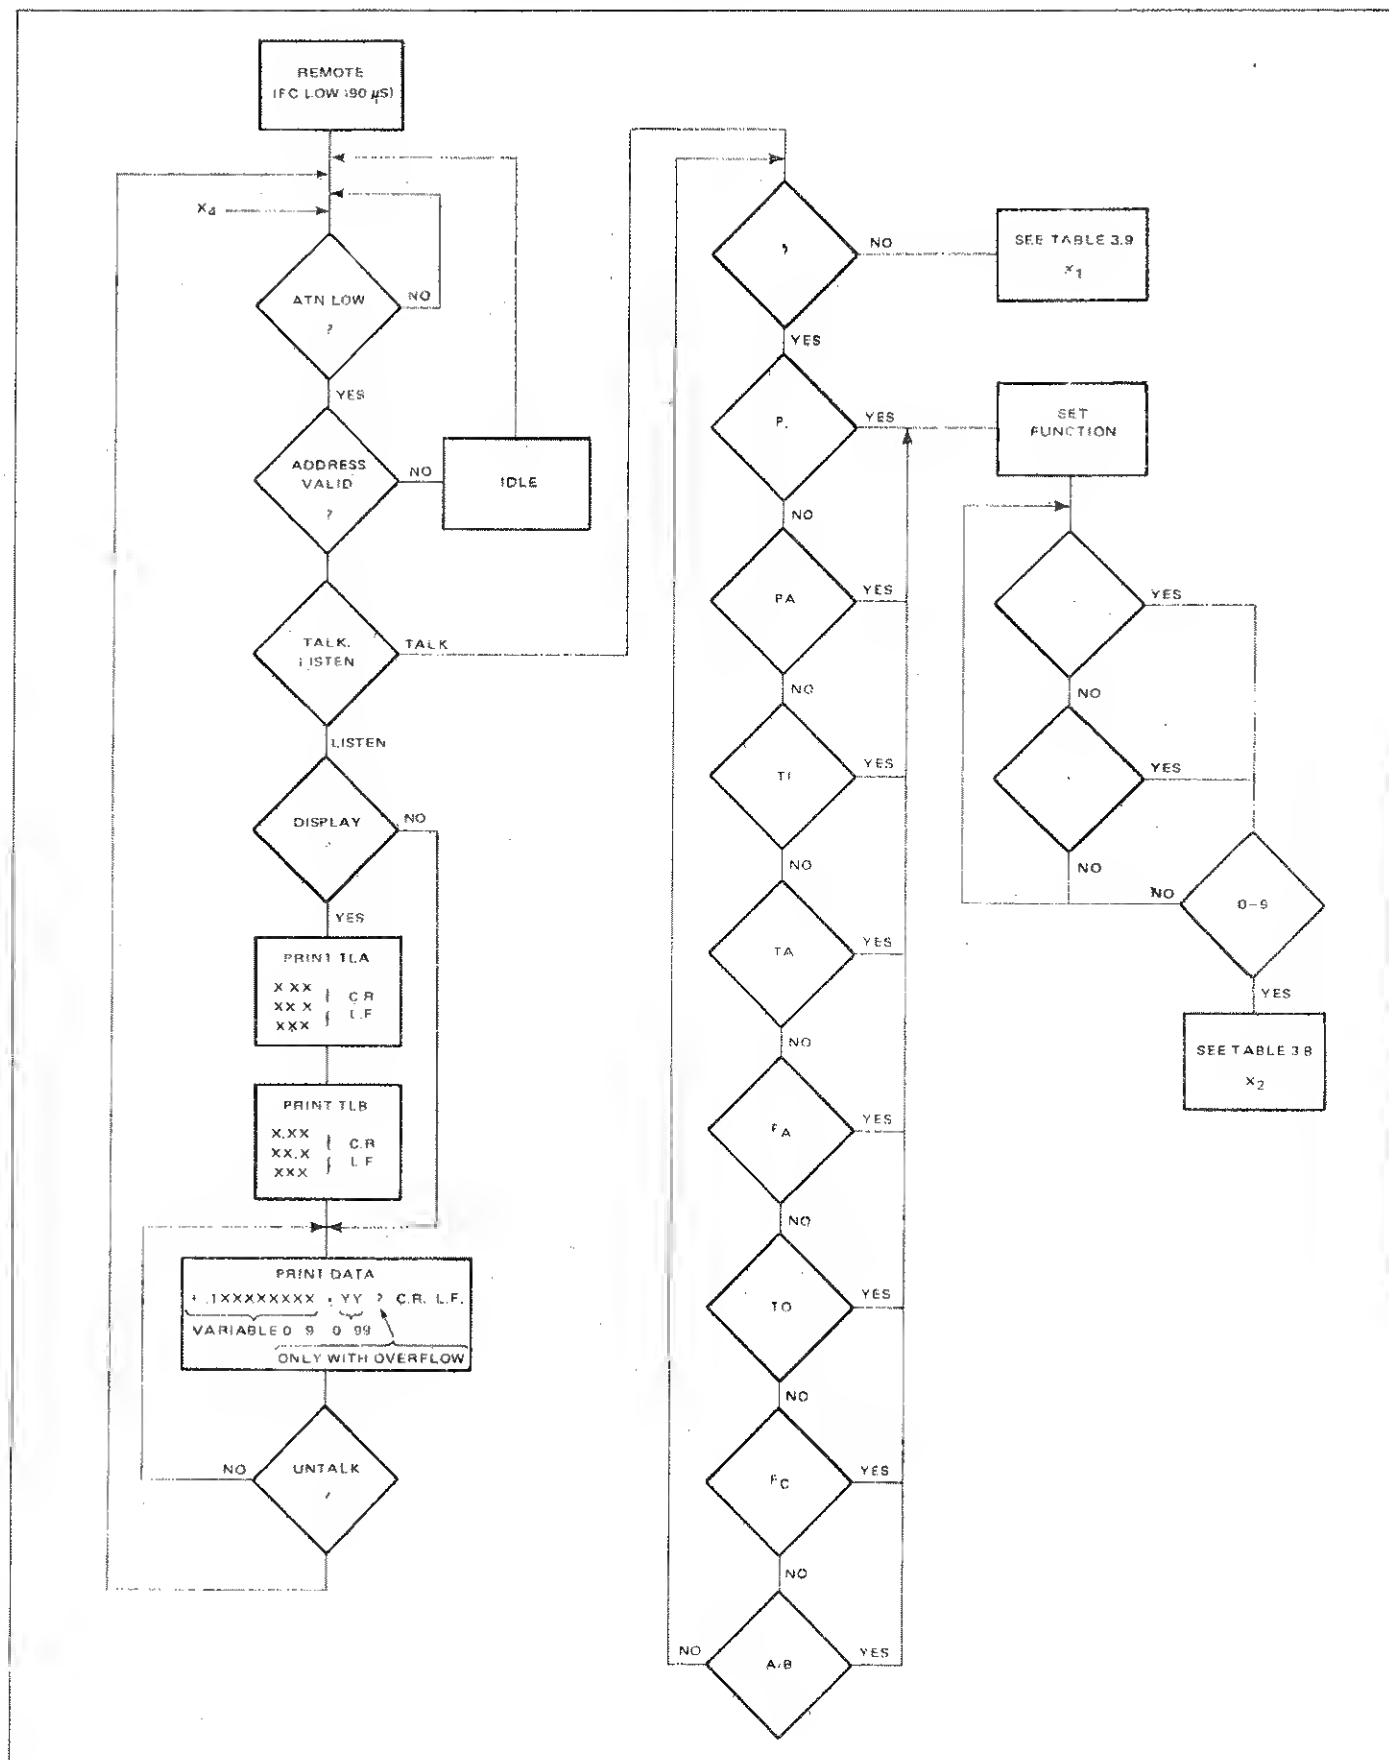 REMOTE
(IFC LOW (90 µS)
X4
ATN LOW
?
NO
YES
ADDRESS
VALID
?
NO
IDLE
TALK.
LISTEN
TALK
LISTEN
DISPLAY
NO
YES
PRINT TLA
X XX
XX X
XXX
C.R
L.F
PRINT TLB
X.XX
XX.X
XXX
C.R
L.F
PRINT DATA
+ .1XXXXXXXX , YY ? C.R. L.F.
VARIABLE 0 9 0 99
ONLY WITH OVERFLOW
UNTALK
NO
NO
SEE TABLE 3.9
X1
YES
P.
YES
SET
FUNCTION
NO
PA
YES
NO
TI
YES
NO
TA
YES
NO
FA
YES
NO
TO
YES
NO
FC
YES
NO
A/B
NO
YES
YES
NO
YES
NO
NO
0-9
YES
SEE TABLE 3 8
X2